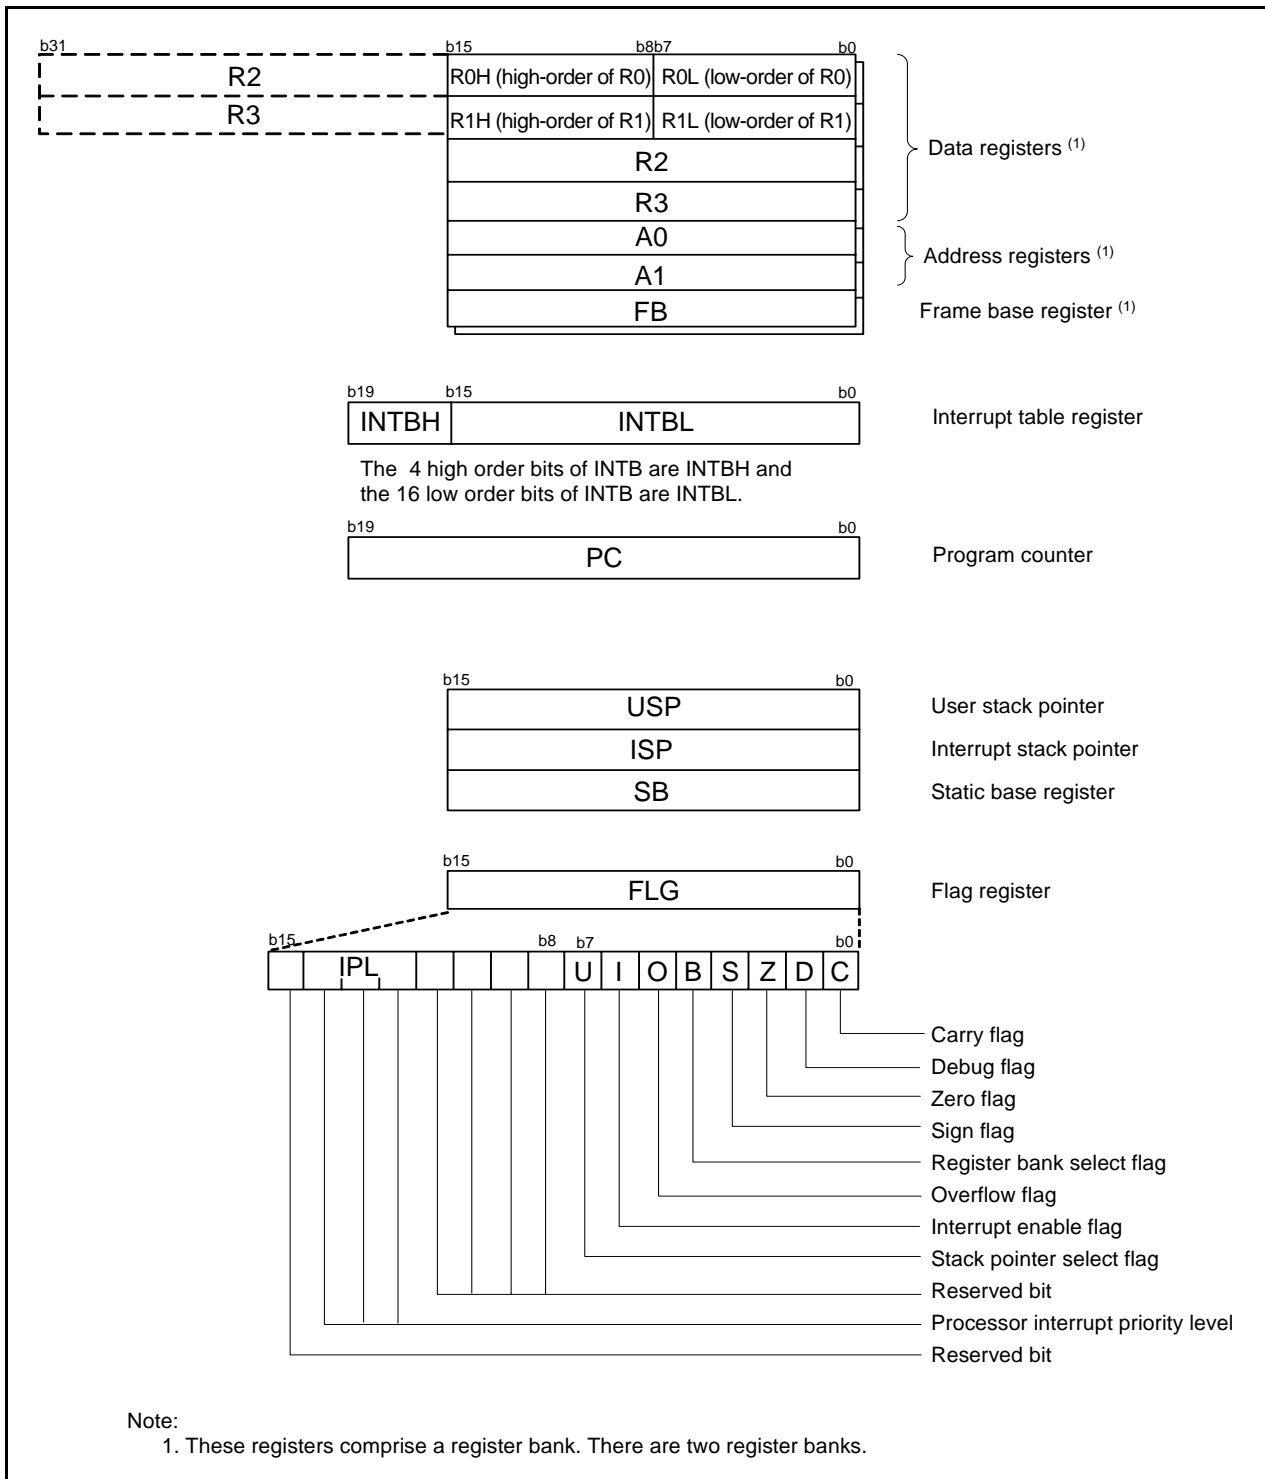 b31 b15 b8b7 b0
R2 R0H (high-order of R0) R0L (low-order of R0)
R3 R1H (high-order of R1) R1L (low-order of R1)
Data registers (1)
R2
R3
A0
Address registers (1)
A1
FB Frame base register (1)
b19 b15 b0
INTBH INTBL Interrupt table register
The 4 high order bits of INTB are INTBH and
the 16 low order bits of INTB are INTBL.
b19 b0
PC Program counter
b15 b0
USP User stack pointer
ISP Interrupt stack pointer
SB Static base register
b15 b0
FLG Flag register
b15 b8 b7 b0
IPL U I O B S Z D C
Carry flag
Debug flag
Zero flag
Sign flag
Register bank select flag
Overflow flag
Interrupt enable flag
Stack pointer select flag
Reserved bit
Processor interrupt priority level
Reserved bit
Note:
1. These registers comprise a register bank. There are two register banks.